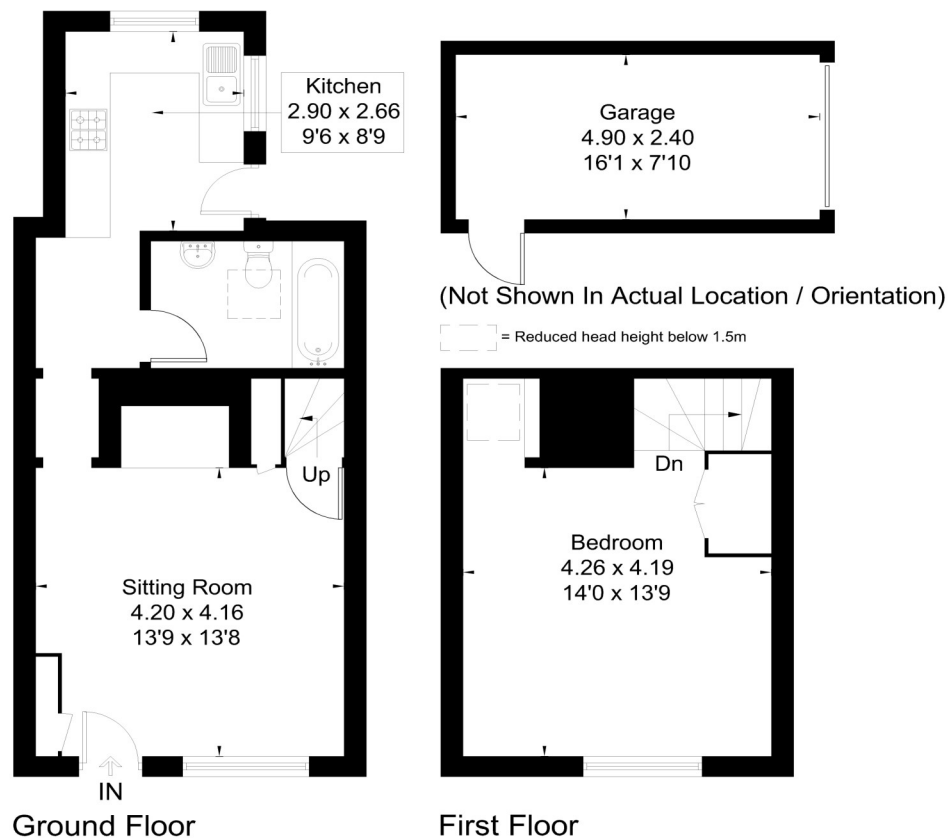 Kitchen
2.90 x 2.66
9'6 x 8'9
Garage
4.90 x 2.40
16'1 x 7'10
(Not Shown In Actual Location / Orientation)
= Reduced head height below 1.5m
Up
Sitting Room
4.20 x 4.16
13'9 x 13'8
IN
Ground Floor
Dn
Bedroom
4.26 x 4.19
14'0 x 13'9
First Floor